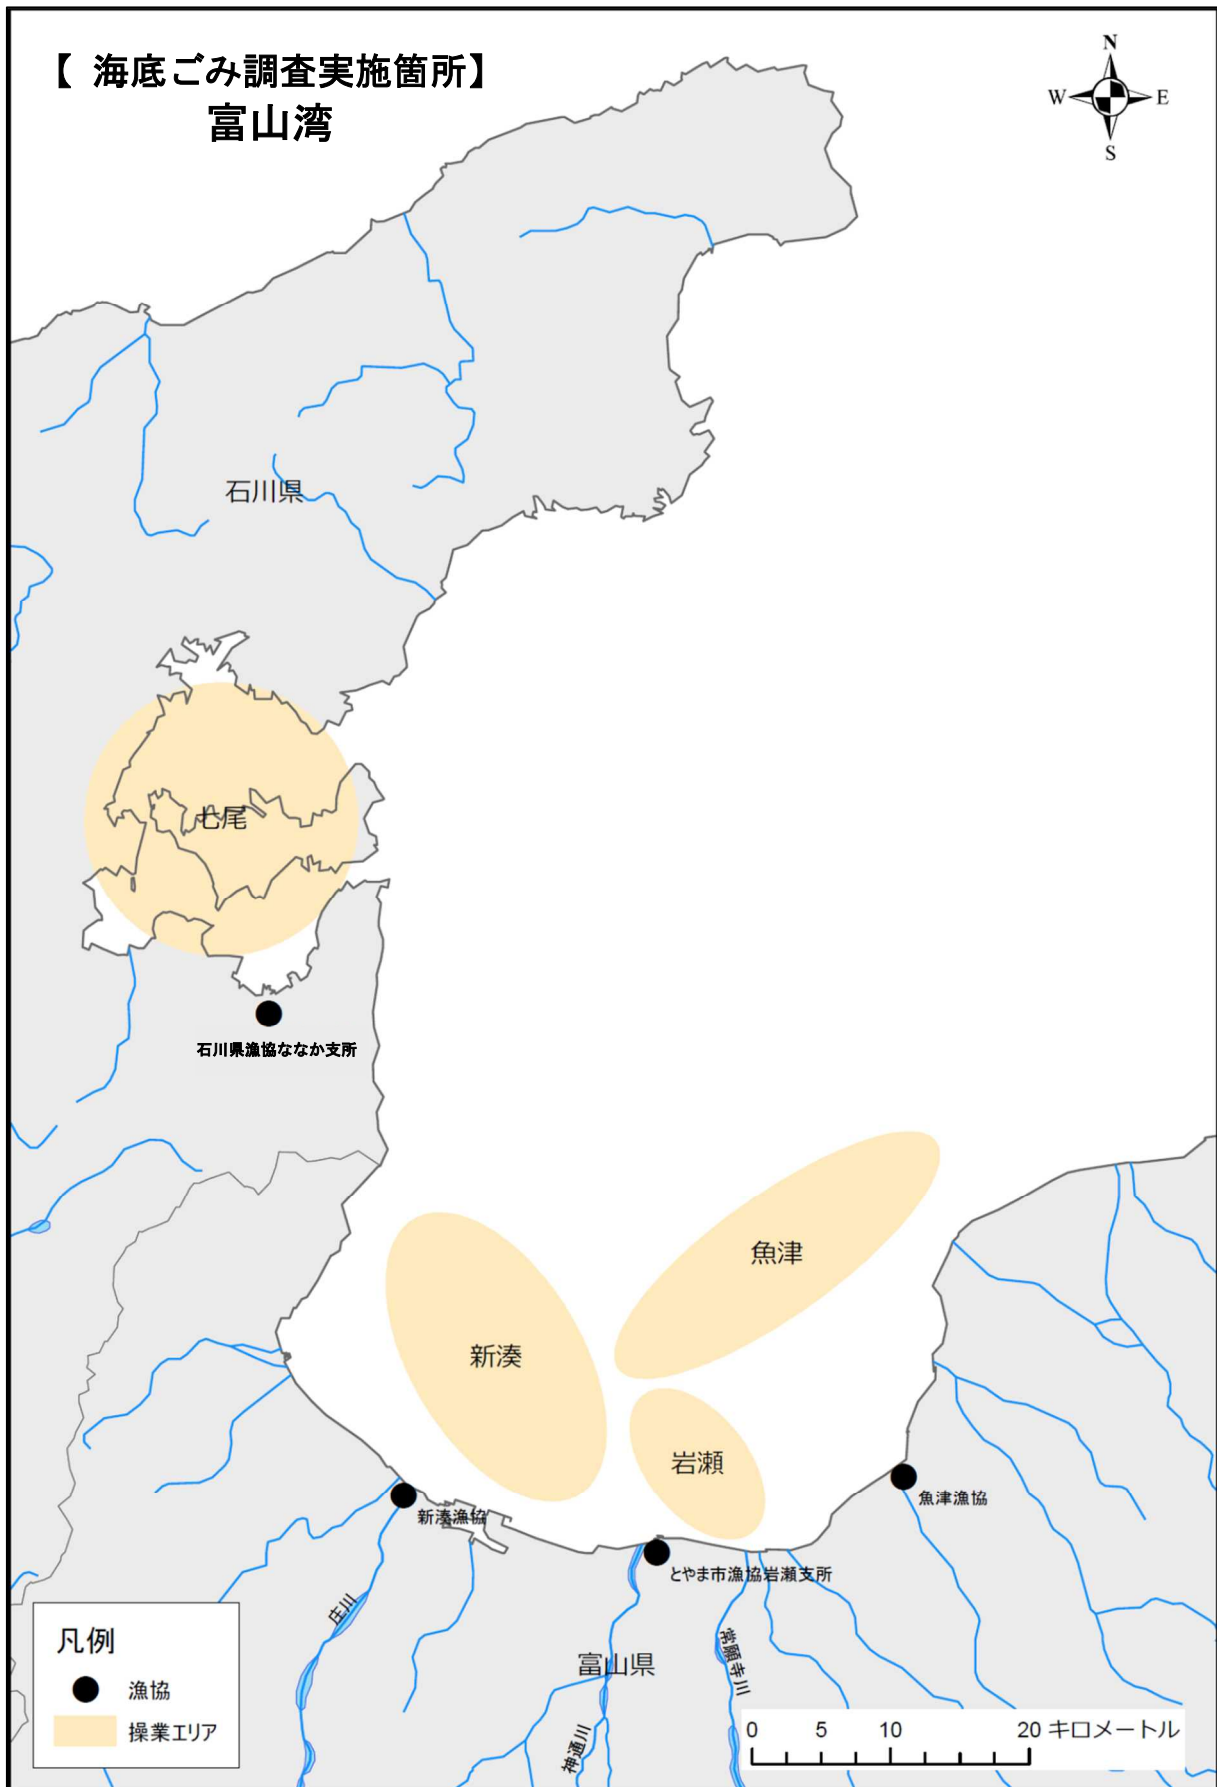 【 海底ごみ調査実施箇所】
富山湾
N
W
E
S
石川県
七尾
石川県漁協ななか支所
魚津
新湊
岩瀬
魚津漁協
新湊漁協
とやま市漁協岩瀬支所
庄川
富山県
常願寺川
神通川
凡例
漁協
操業エリア
0 5 10 20 キロメートル